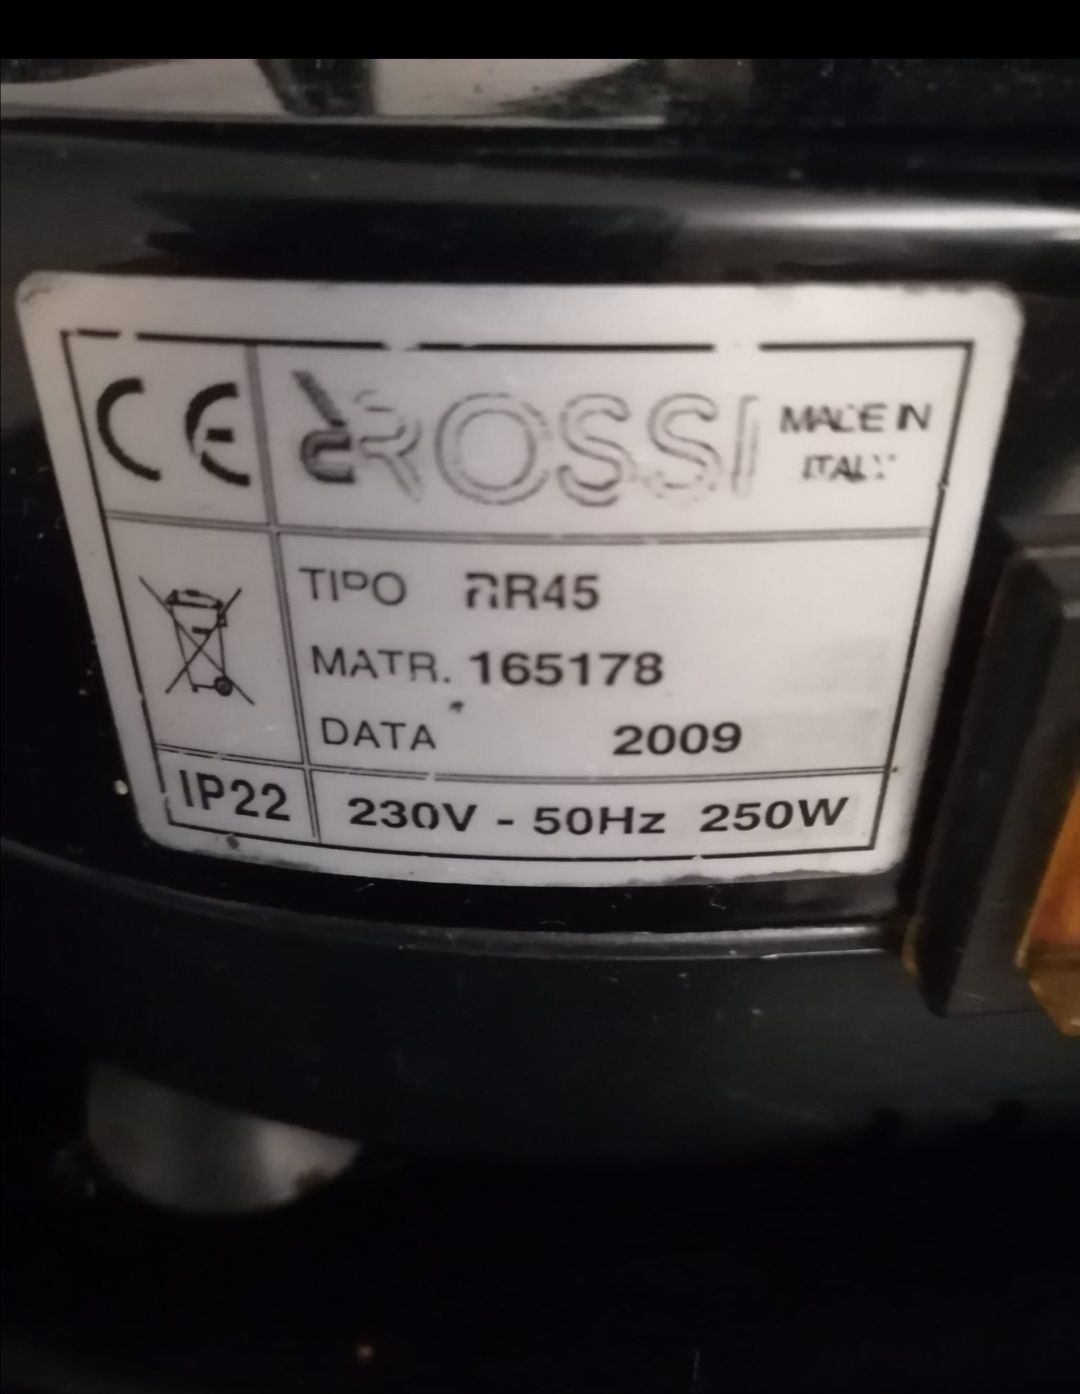 CE ROSSI MADE IN
ITALY
TIPO RR45
MATR. 165178
DATA 2009
IP22 230V - 50Hz 250W